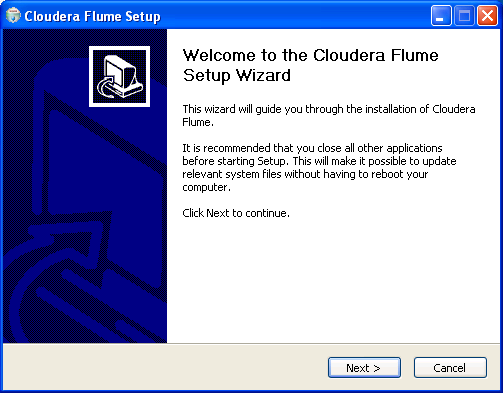 Cloudera Flume Setup
Welcome to the Cloudera Flume
Setup Wizard
This wizard will guide you through the installation of Cloudera
Flume.
It is recommended that you close all other applications
before starting Setup. This will make it possible to update
relevant system files without having to reboot your
computer.
Click Next to continue.
Next >
Cancel